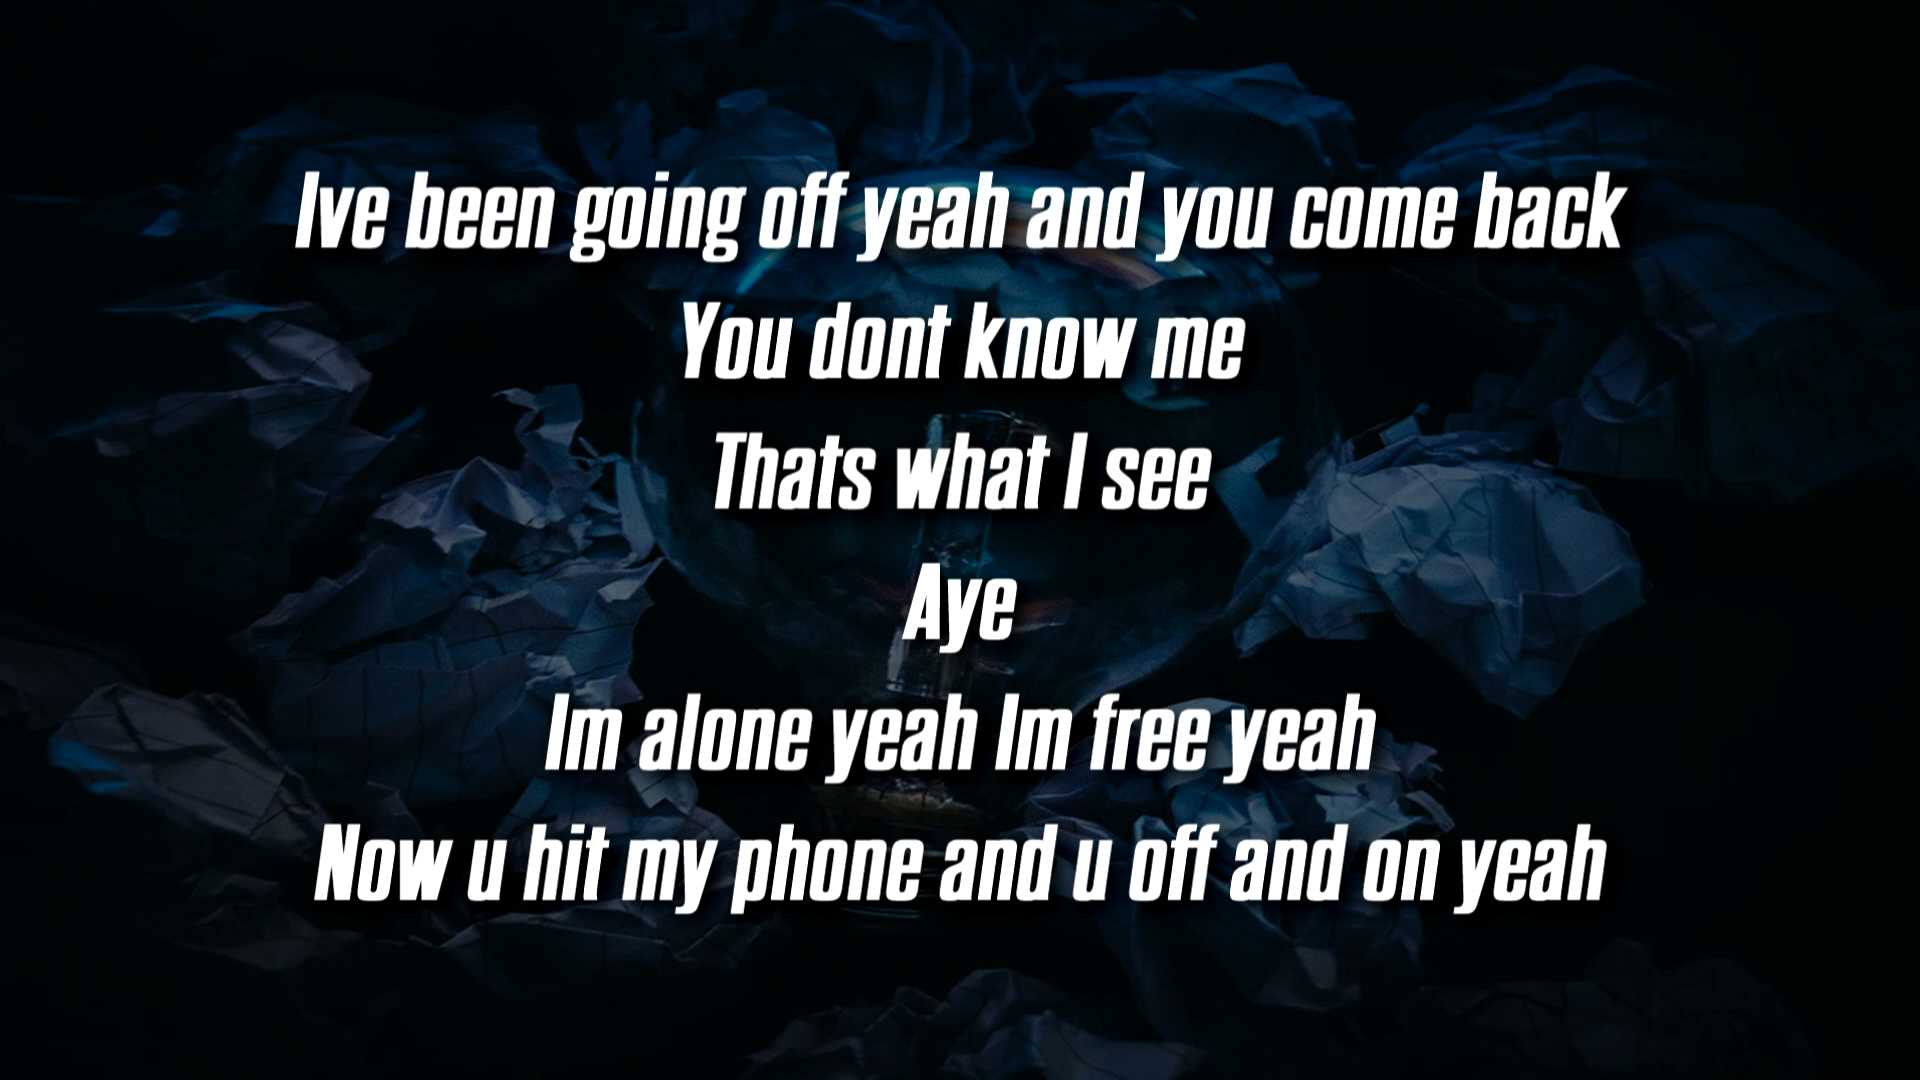 Ive been going off yeah and you come back
You dont know me
Thats what I see
Aye
Im alone yeah Im free yeah
Now u hit my phone and u off and on yeah